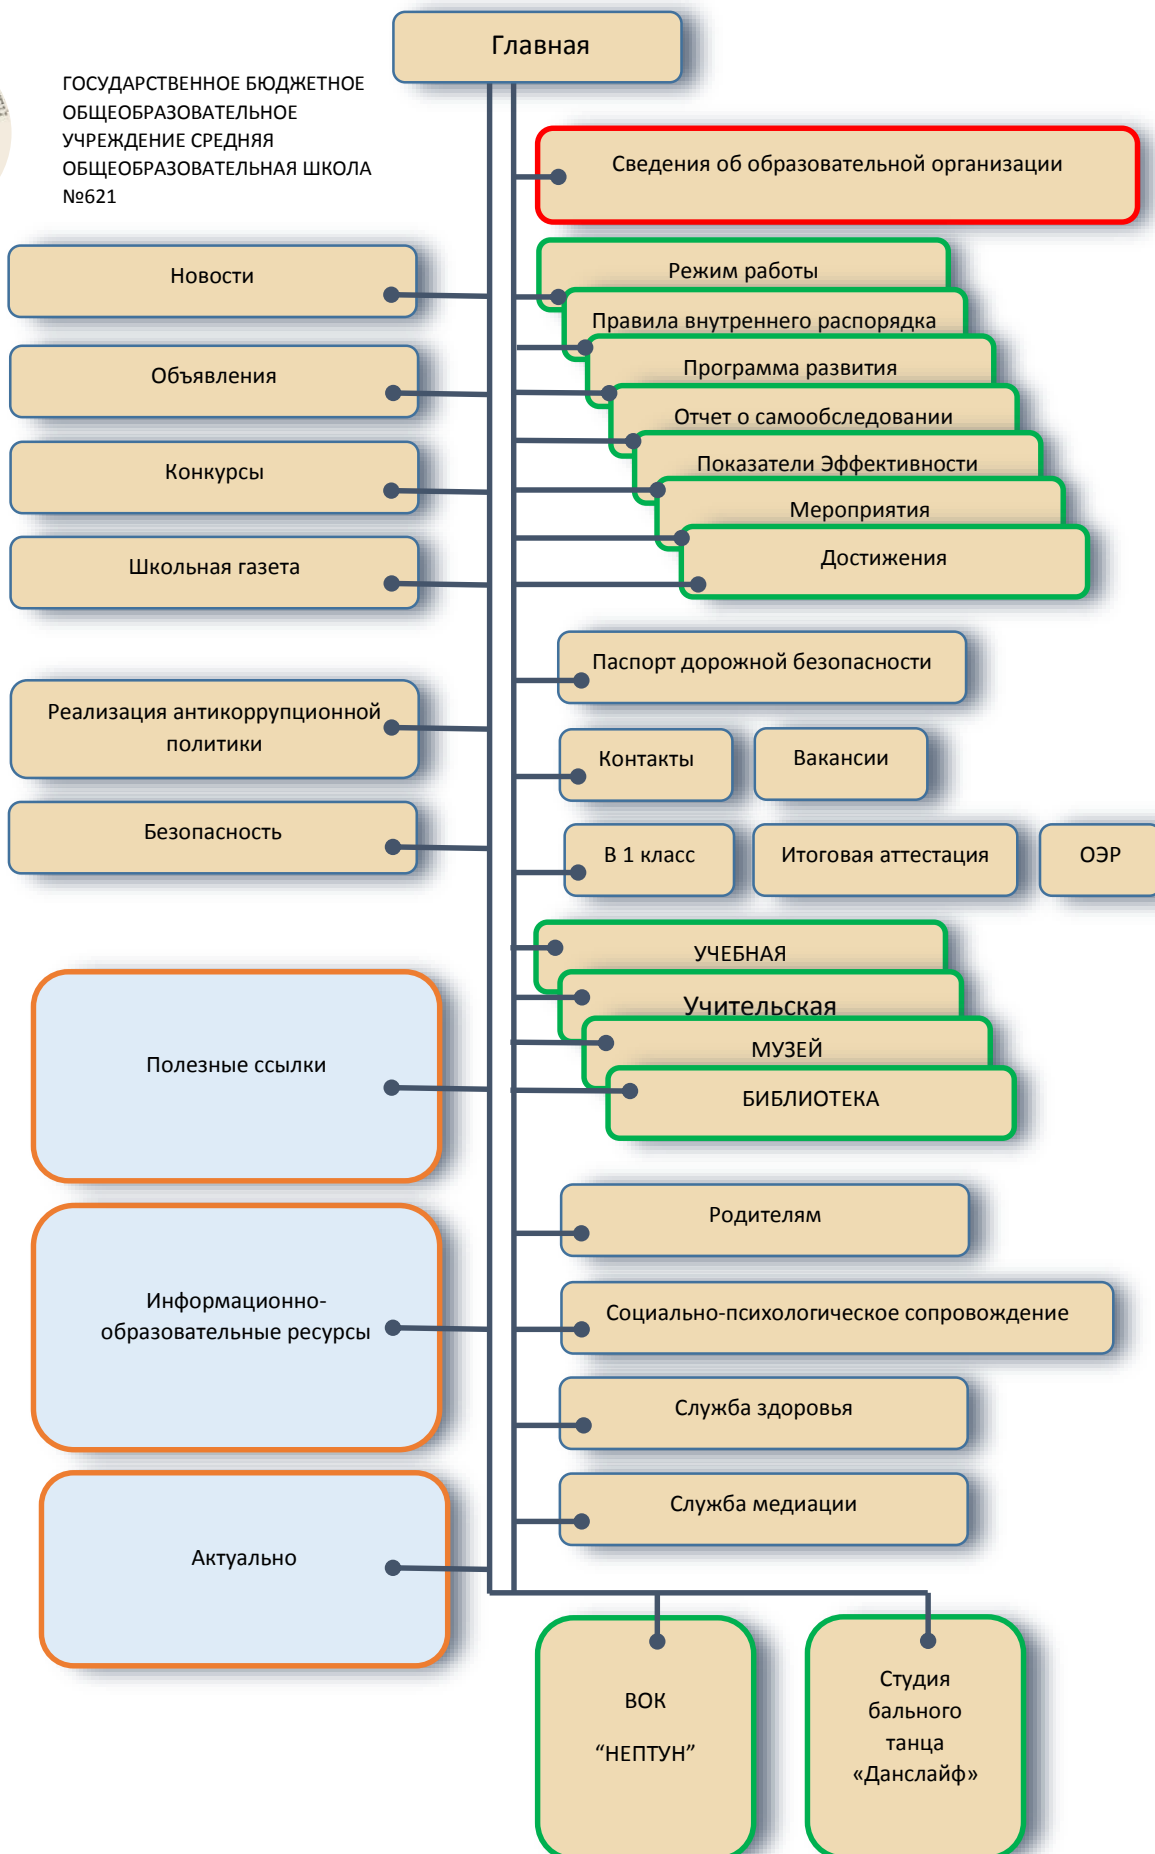 Главная
ГОСУДАРСТВЕННОЕ БЮДЖЕТНОЕ
ОБЩЕОБРАЗОВАТЕЛЬНОЕ
УЧРЕЖДЕНИЕ СРЕДНЯЯ
ОБЩЕОБРАЗОВАТЕЛЬНАЯ ШКОЛА
№621
Новости
Объявления
Конкурсы
Школьная газета
Реализация антикоррупционной
политики
Безопасность
Полезные ссылки
Информационно-
образовательные ресурсы
Актуально
Сведения об образовательной организации
Режим работы
Правила внутреннего распорядка
Программа развития
Отчет о самообследовании
Показатели Эффективности
Мероприятия
Достижения
Паспорт дорожной безопасности
Контакты
Вакансии
В 1 класс
Итоговая аттестация
ОЭР
УЧЕБНАЯ
Учительская
МУЗЕЙ
БИБЛИОТЕКА
Родителям
Социально-психологическое сопровождение
Служба здоровья
Служба медиации
ВОК
“НЕПТУН”
Студия
бального
танца
«Данслайф»